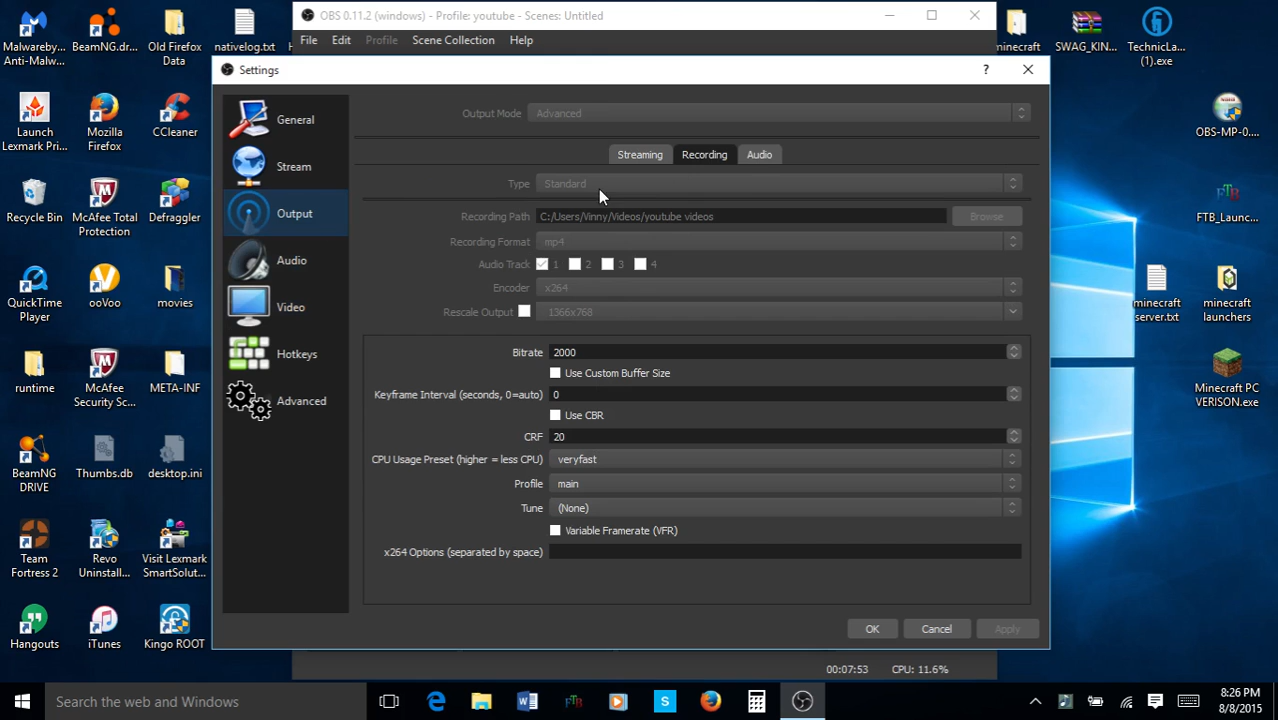 OBS 0.11.2 (windows) - Profile: youtube - Scenes: Untitled
File Edit Profile Scene Collection Help
Settings
?
General
Stream
Output
Audio
Video
Hotkeys
Advanced
Output Mode Advanced
Streaming Recording Audio
Type Standard
Recording Path C:/Users/Vinny/Videos/youtube videos Browse
Recording Format mp4
Audio Track 1 2 3 4
Encoder x264
Rescale Output 1366x768
Bitrate 2000
Use Custom Buffer Size
Keyframe Interval (seconds, 0=auto) 0
Use CBR
CRF 20
CPU Usage Preset (higher = less CPU) veryfast
Profile main
Tune (None)
Variable Framerate (VFR)
x264 Options (separated by space)
OK Cancel Apply
00:07:53 CPU: 11.6%
Malwareby...
Anti-Malw...
BeamNG.dr...
Old Firefox
Data
nativelog.txt
Launch
Lexmark Pri...
Mozilla
Firefox
CCleaner
Recycle Bin
McAfee Total
Protection
Defraggler
QuickTime
Player
ooVoo
movies
runtime
McAfee
Security Sc...
META-INF
BeamNG
DRIVE
Thumbs.db
desktop.ini
Team
Fortress 2
Revo
Uninstall...
Visit Lexmark
SmartSolut...
Hangouts
iTunes
Kingo ROOT
minecraft
SWAG_KIN...
TechnicLa...
(1).exe
OBS-MP-0....
FTB
FTB_Launc...
minecraft
server.txt
minecraft
launchers
Minecraft PC
VERISON.exe
Search the web and Windows
8:26 PM
8/8/2015